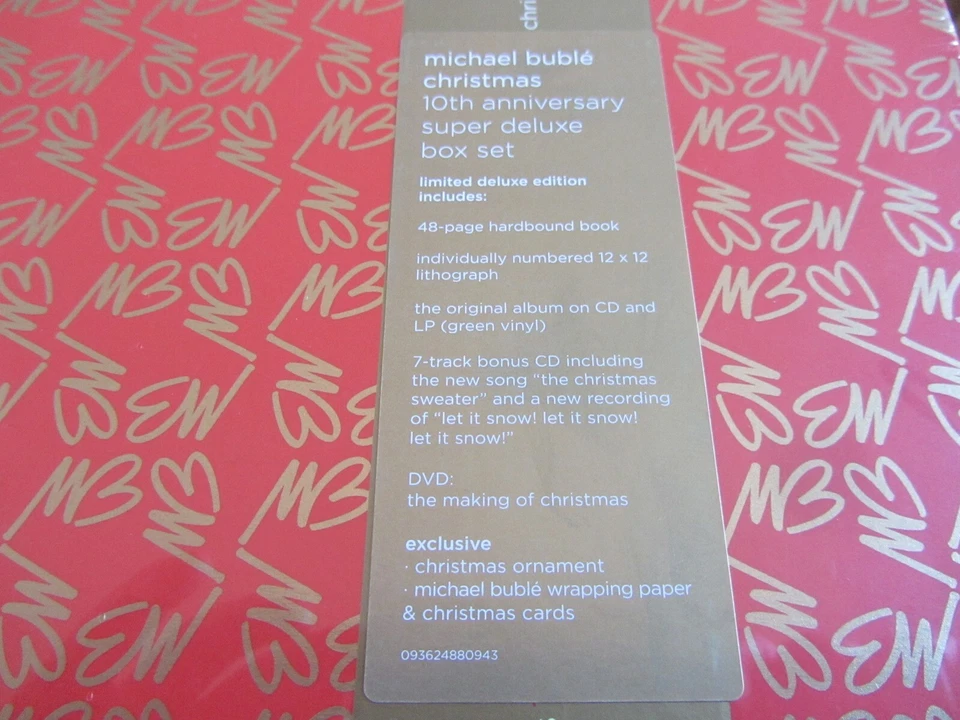 chri
michael bublé
christmas
10th anniversary
super deluxe
box set
limited deluxe edition
includes:
48-page hardbound book
individually numbered 12 x 12
lithograph
the original album on CD and
LP (green vinyl)
7-track bonus CD including
the new song “the christmas
sweater” and a new recording
of “let it snow! let it snow!
let it snow!”
DVD:
the making of christmas
exclusive
· christmas ornament
· michael bublé wrapping paper
& christmas cards
093624880943